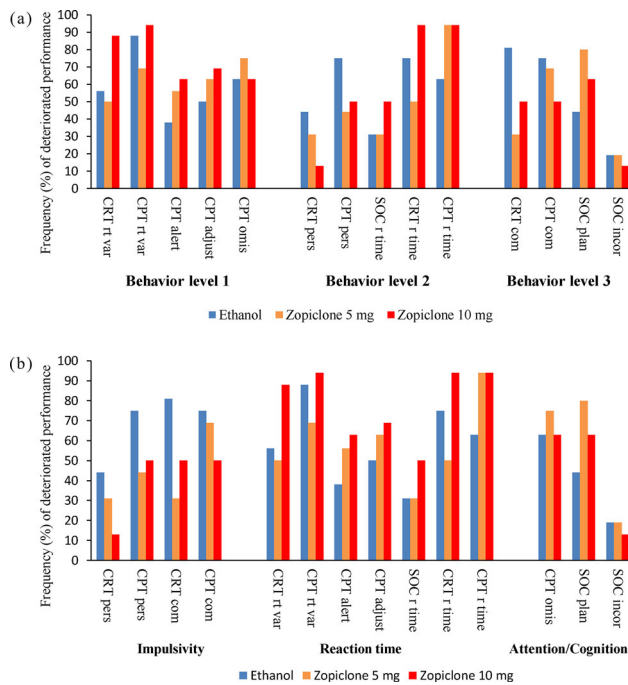 (a)
Frequency (%) of deteriorated performance
100
90
80
70
60
50
40
30
20
10
0
CRT rt var
CPT rt var
CPT alert
CPT adjust
CPT omis
CRT pers
CPT pers
SOC r time
CRT r time
CPT r time
CRT com
CPT com
SOC plan
SOC incor
Behavior level 1 Behavior level 2 Behavior level 3
Ethanol Zopiclone 5 mg Zopiclone 10 mg
(b)
Frequency (%) of deteriorated performance
100
90
80
70
60
50
40
30
20
10
0
CRT pers
CPT pers
CRT com
CPT com
CRT rt var
CPT rt var
CPT alert
CPT adjust
SOC r time
CRT r time
CPT r time
CPT omis
SOC plan
SOC incor
Impulsivity Reaction time Attention/Cognition
Ethanol Zopiclone 5 mg Zopiclone 10 mg